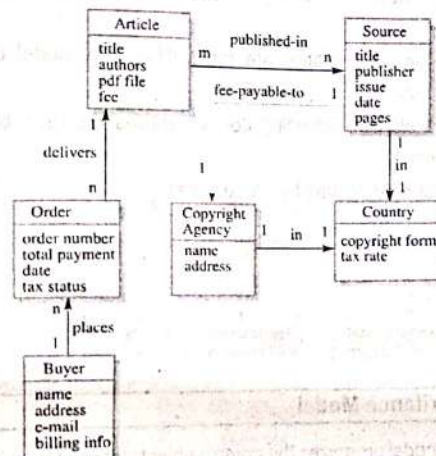 Article
title
authors
pdf file
fee
m
published-in
n
fee-payable-to
1
Source
title
publisher
issue
date
pages
1
delivers
n
1
in
1
Order
order number
total payment
date
tax status
1
Copyright
Agency
name
address
1
in
1
Country
copyright form
tax rate
n
places
1
Buyer
name
address
e-mail
billing info
Model